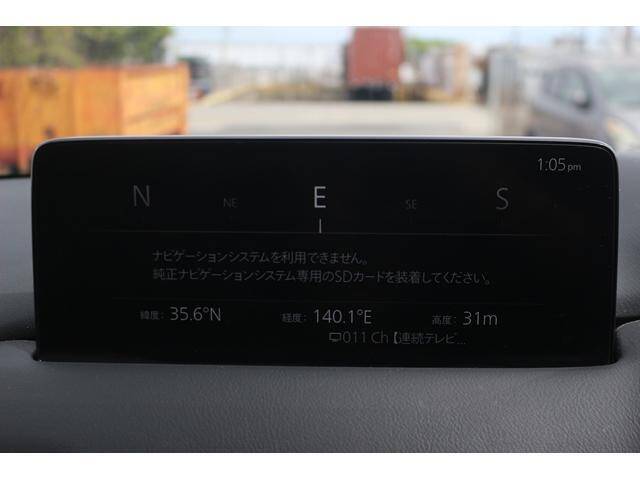 1:05pm
N NE E SE S
ナビゲーションシステムを利用できません。
純正ナビゲーションシステム専用のSDカードを装着してください。
緯度: 35.6°N 経度: 140.1°E 高度: 31m
011 Ch【連続テレビ...